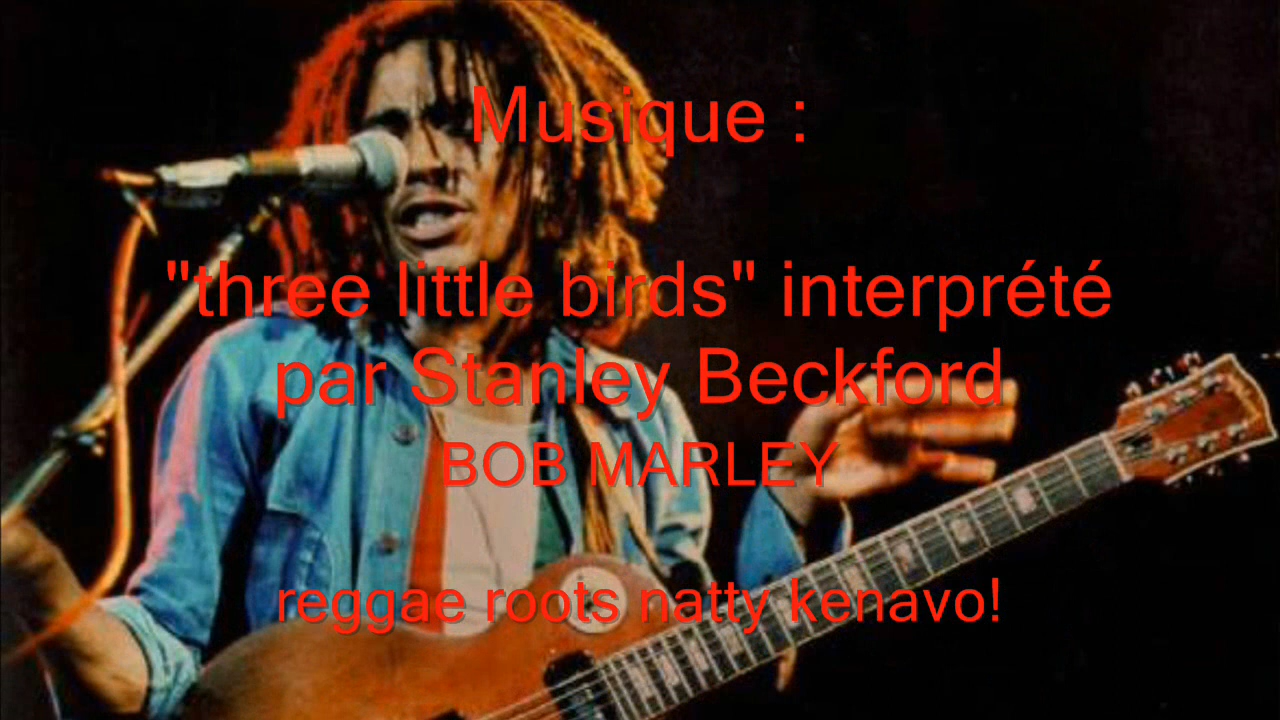 Musique :
"three little birds" interprété
par Stanley Beckford
BOB MARLEY
reggae roots natty kenavo!